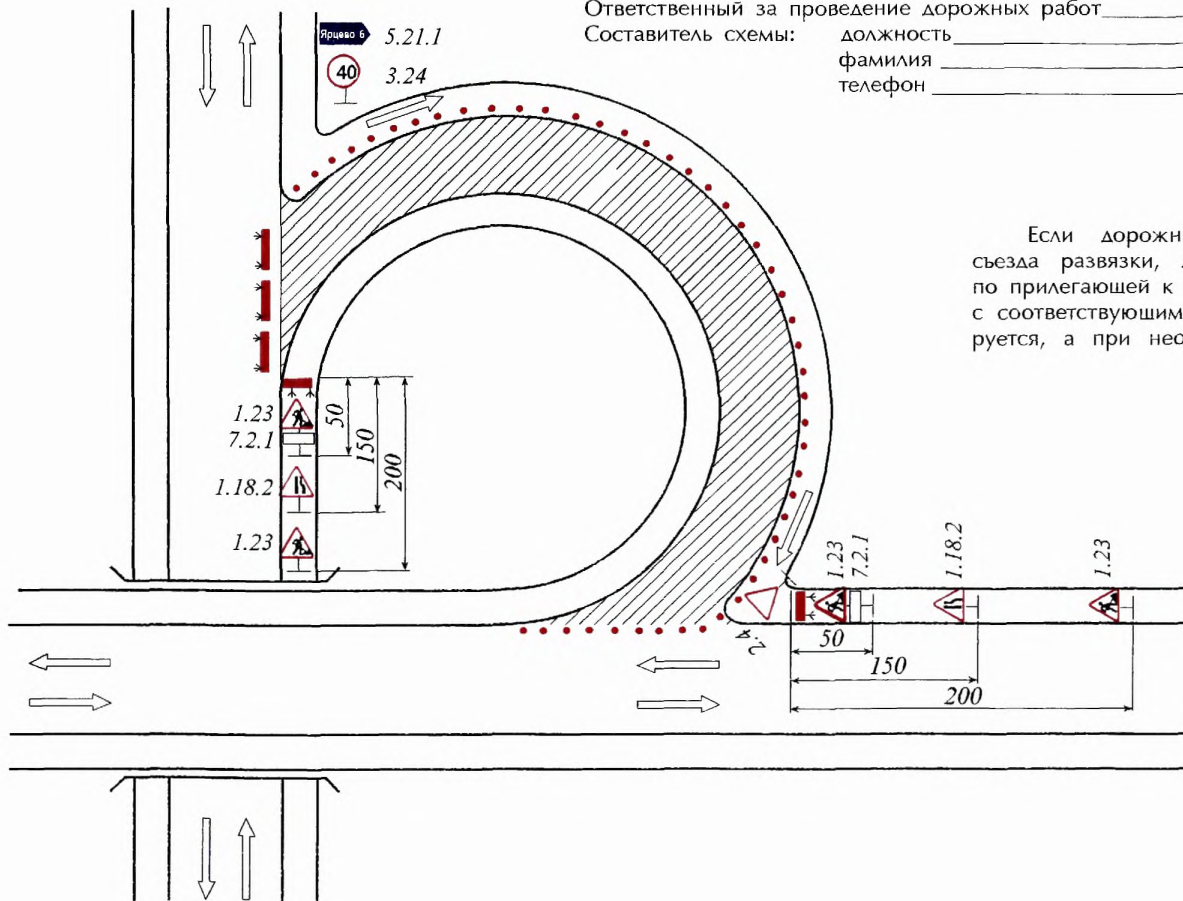 Ответственный за проведение дорожных работ
Составитель схемы: должность
фамилия
телефон
Ярцево 6
5.21.1
40
3.24
Если дорожн
съезда развязки,
по прилегающей к
с соответствующим
руется, а при нео
1.23
7.2.1
1.18.2
1.23
50
150
200
2.4
1.23
7.2.1
1.18.2
1.23
50
150
200